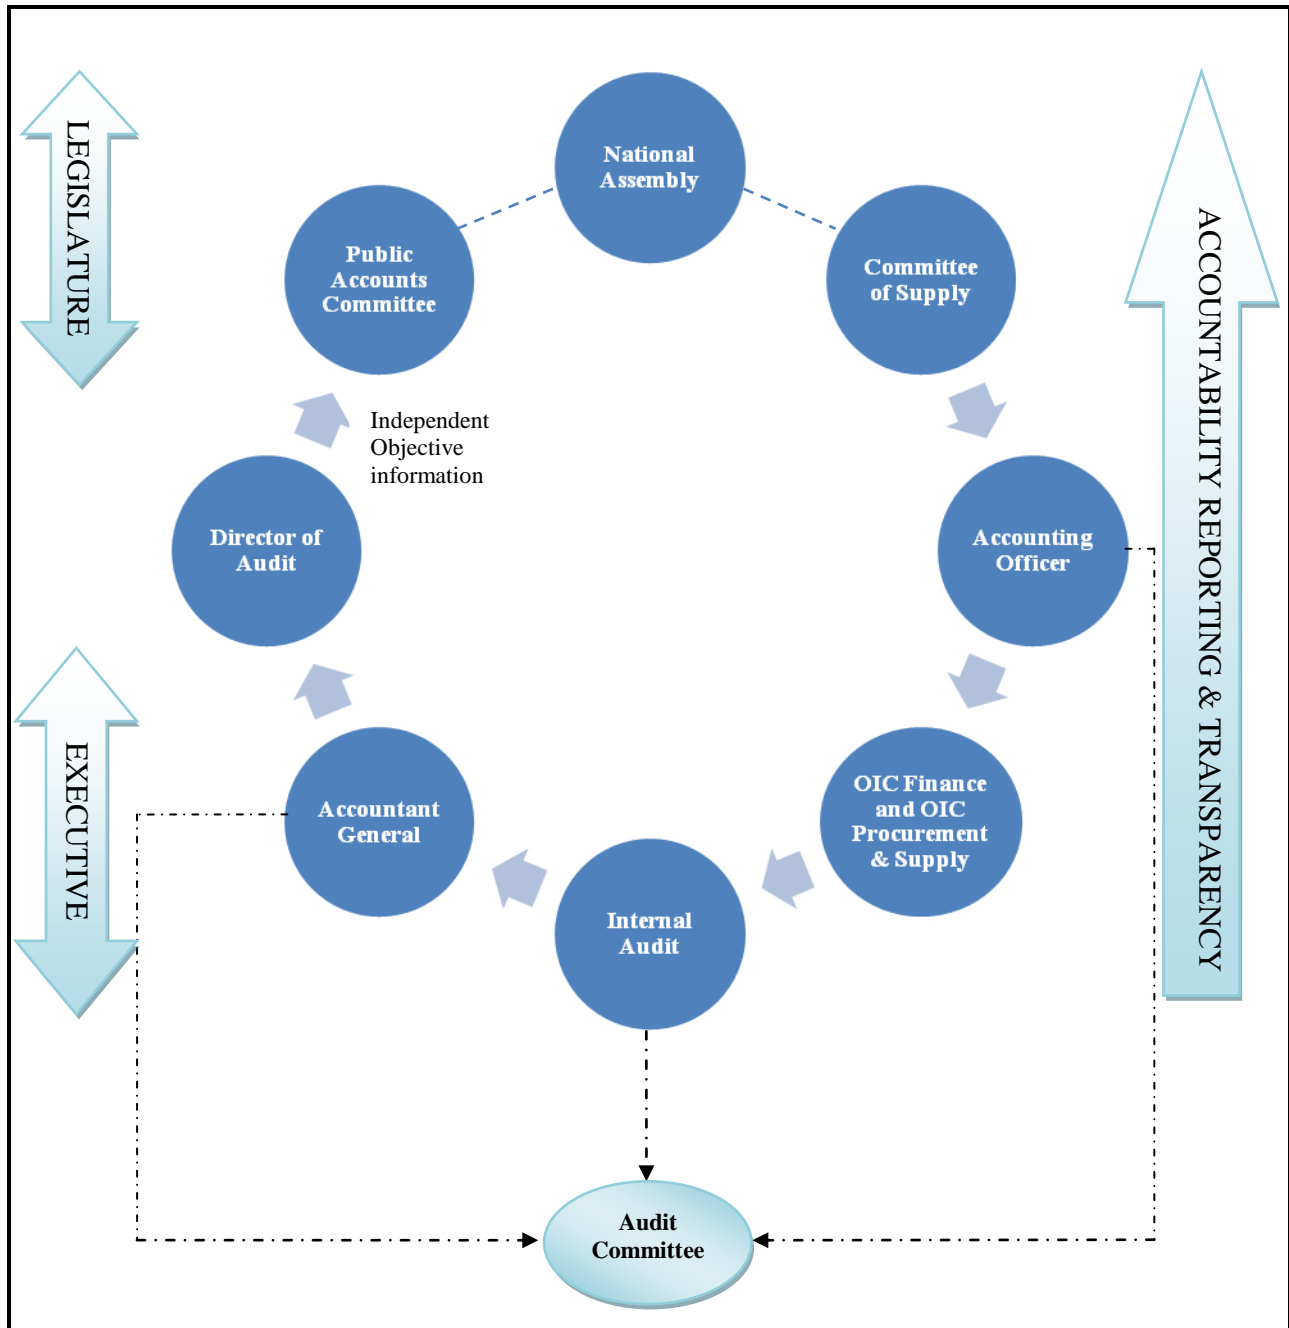 LEGISLATURE
National
Assembly
Public
Accounts
Committee
Committee
of Supply
ACCOUNTABILITY REPORTING & TRANSPARENCY
Independent
Objective
information
Director of
Audit
Accounting
Officer
EXECUTIVE
Accountant
General
OIC Finance
and OIC
Procurement
& Supply
Internal
Audit
Audit
Committee